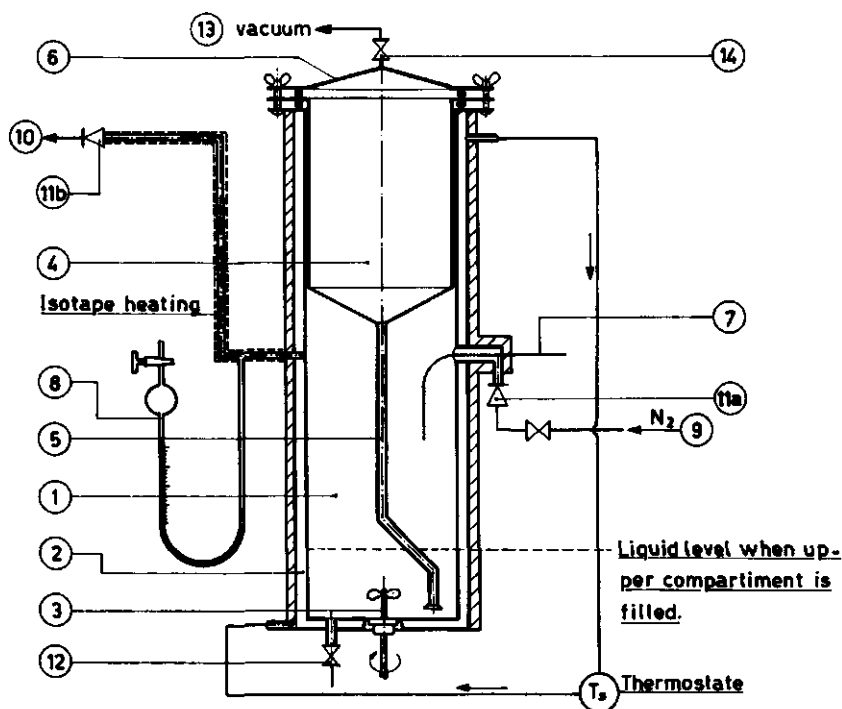 13 vacuum
6
14
10
11b
4
Isotape heating
7
8
11a
N2
9
5
1
Liquid level when up-
per compartiment is
filled.
2
3
12
Ts Thermostate